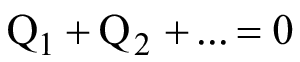 Q₁ + Q₂ + ... = 0